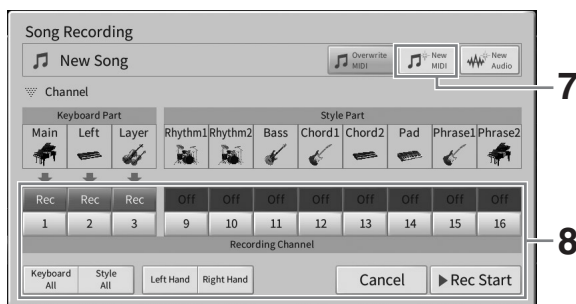 Song Recording
New Song
Overwrite MIDI
New MIDI
New Audio
7
Channel
Keyboard Part
Style Part
Main Left Layer Rhythm1 Rhythm2 Bass Chord1 Chord2 Pad Phrase1 Phrase2
Rec Rec Rec Off Off Off Off Off Off Off Off
1 2 3 9 10 11 12 13 14 15 16
8
Recording Channel
Keyboard All
Style All
Left Hand Right Hand Cancel Rec Start